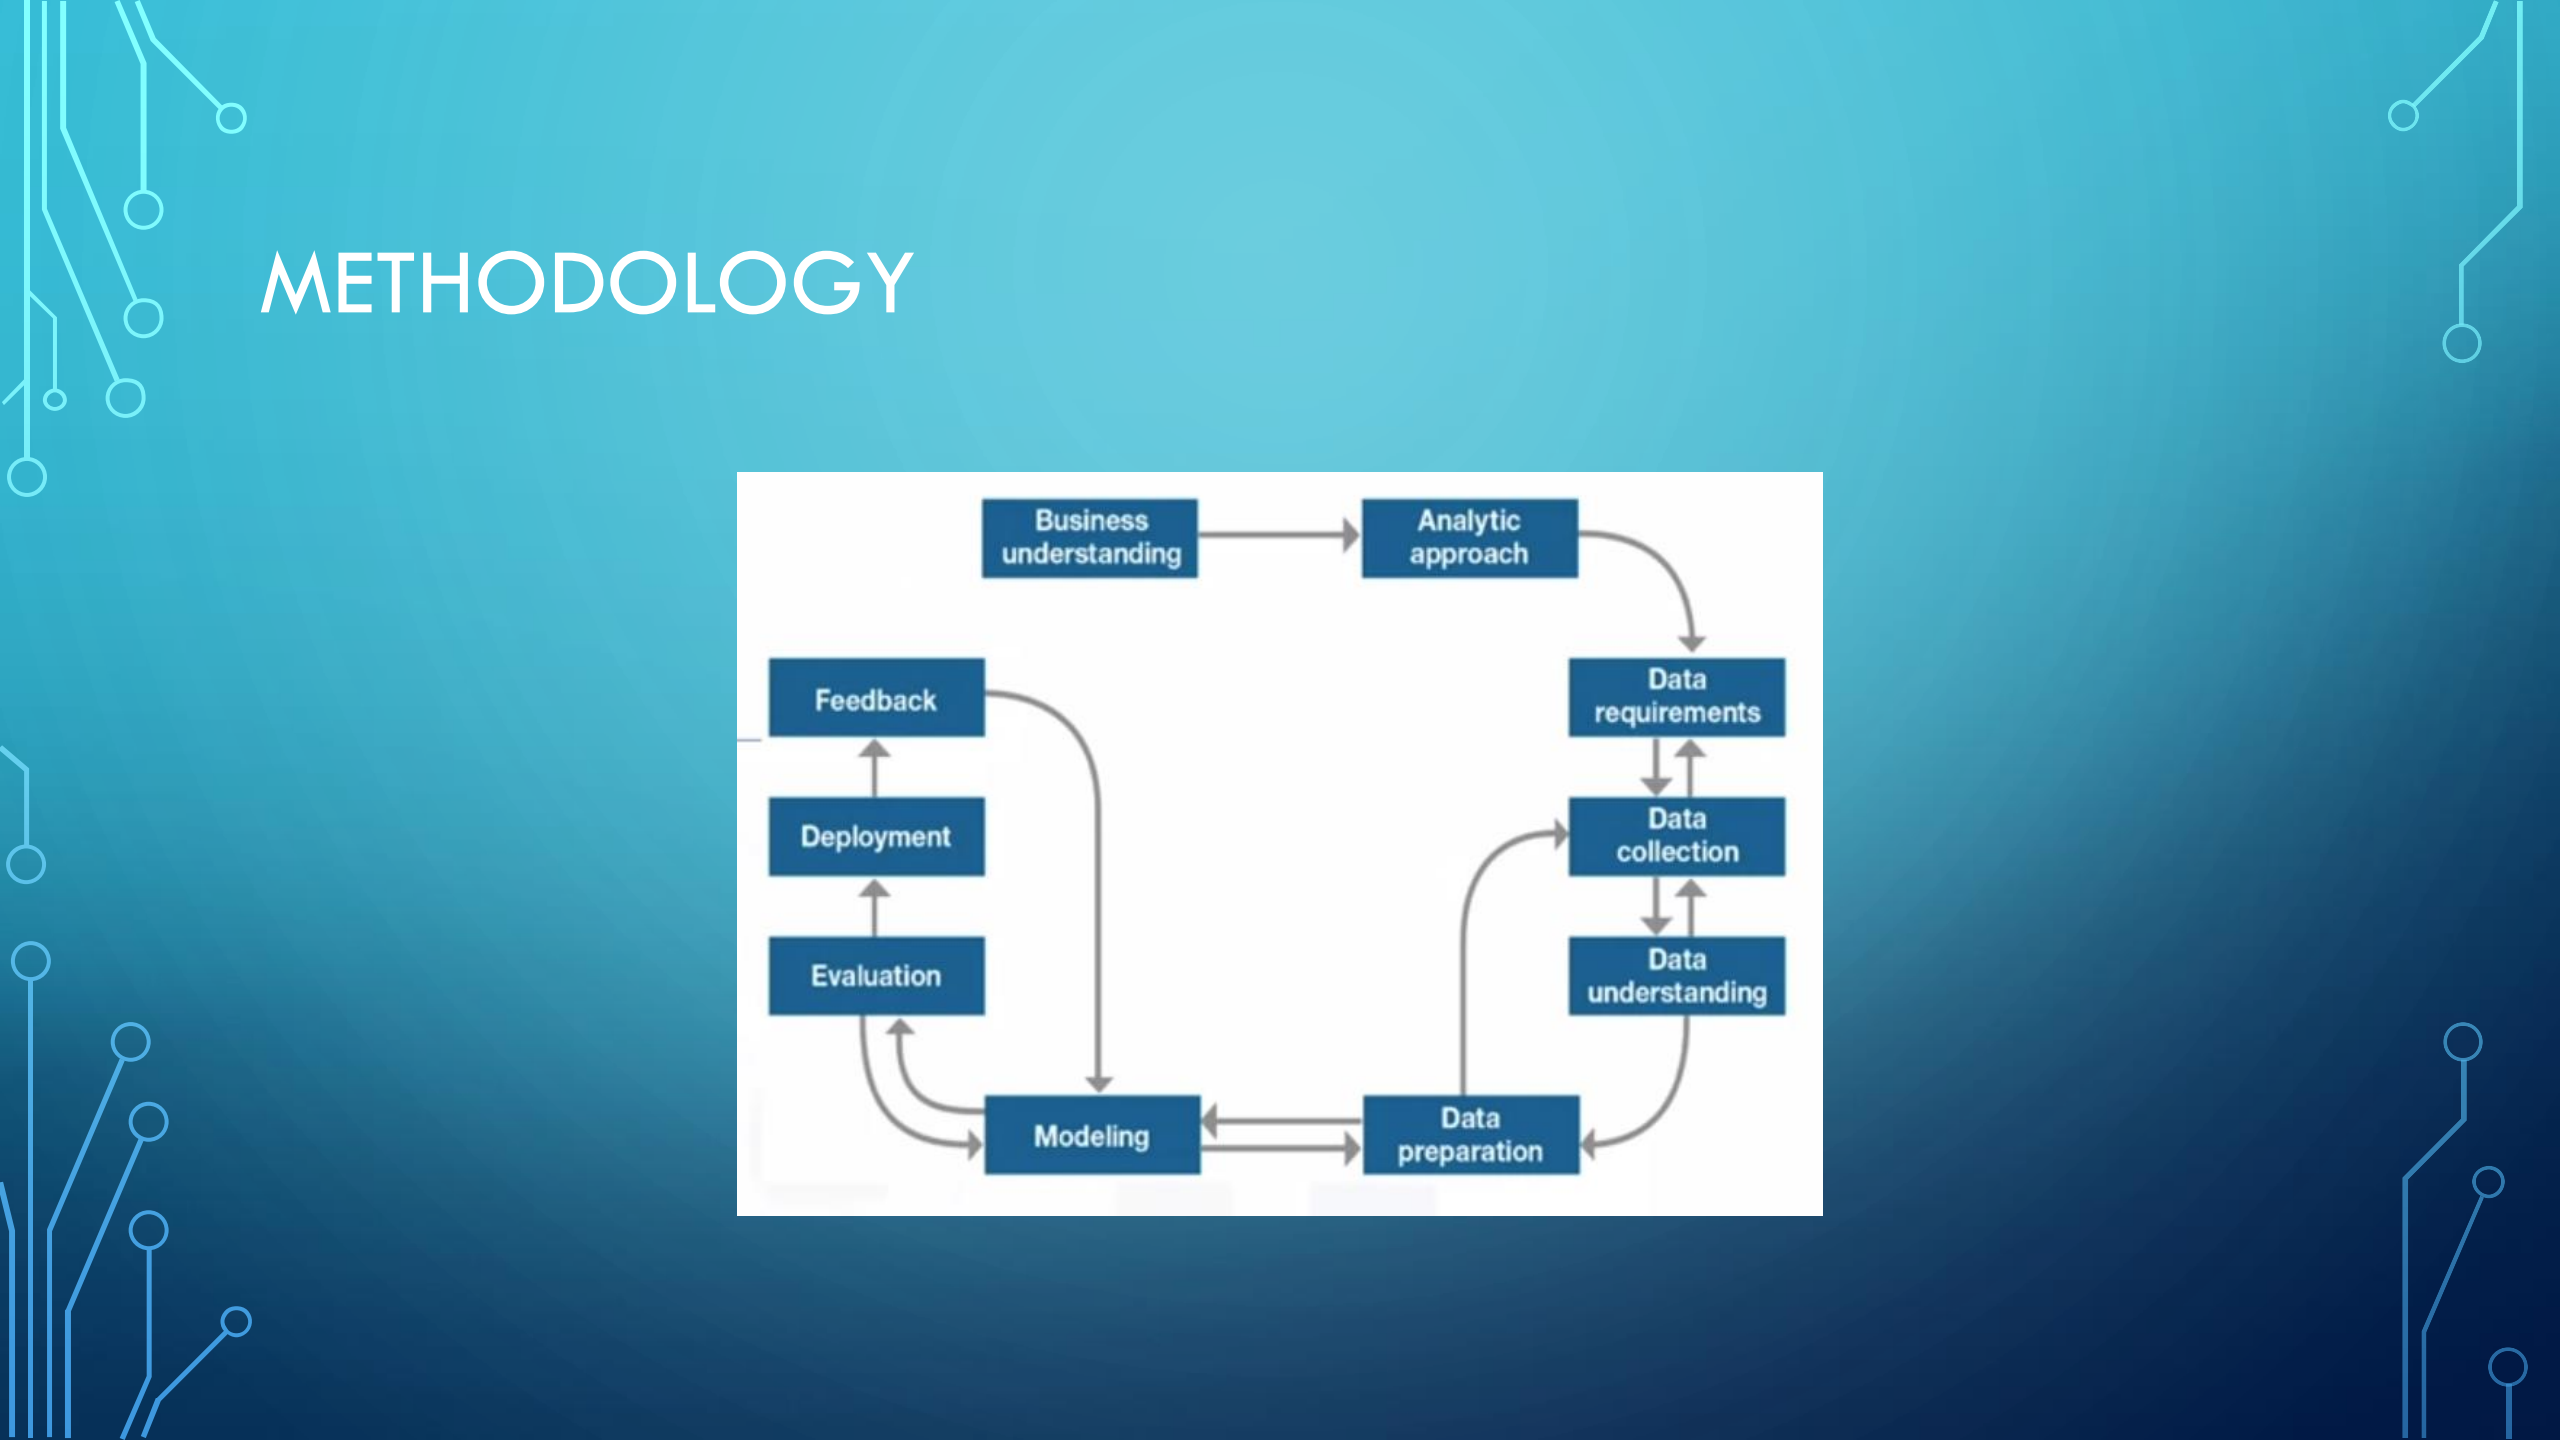 METHODOLOGY
Business
understanding
Analytic
approach
Feedback
Data
requirements
Deployment
Data
collection
Evaluation
Data
understanding
Modeling
Data
preparation